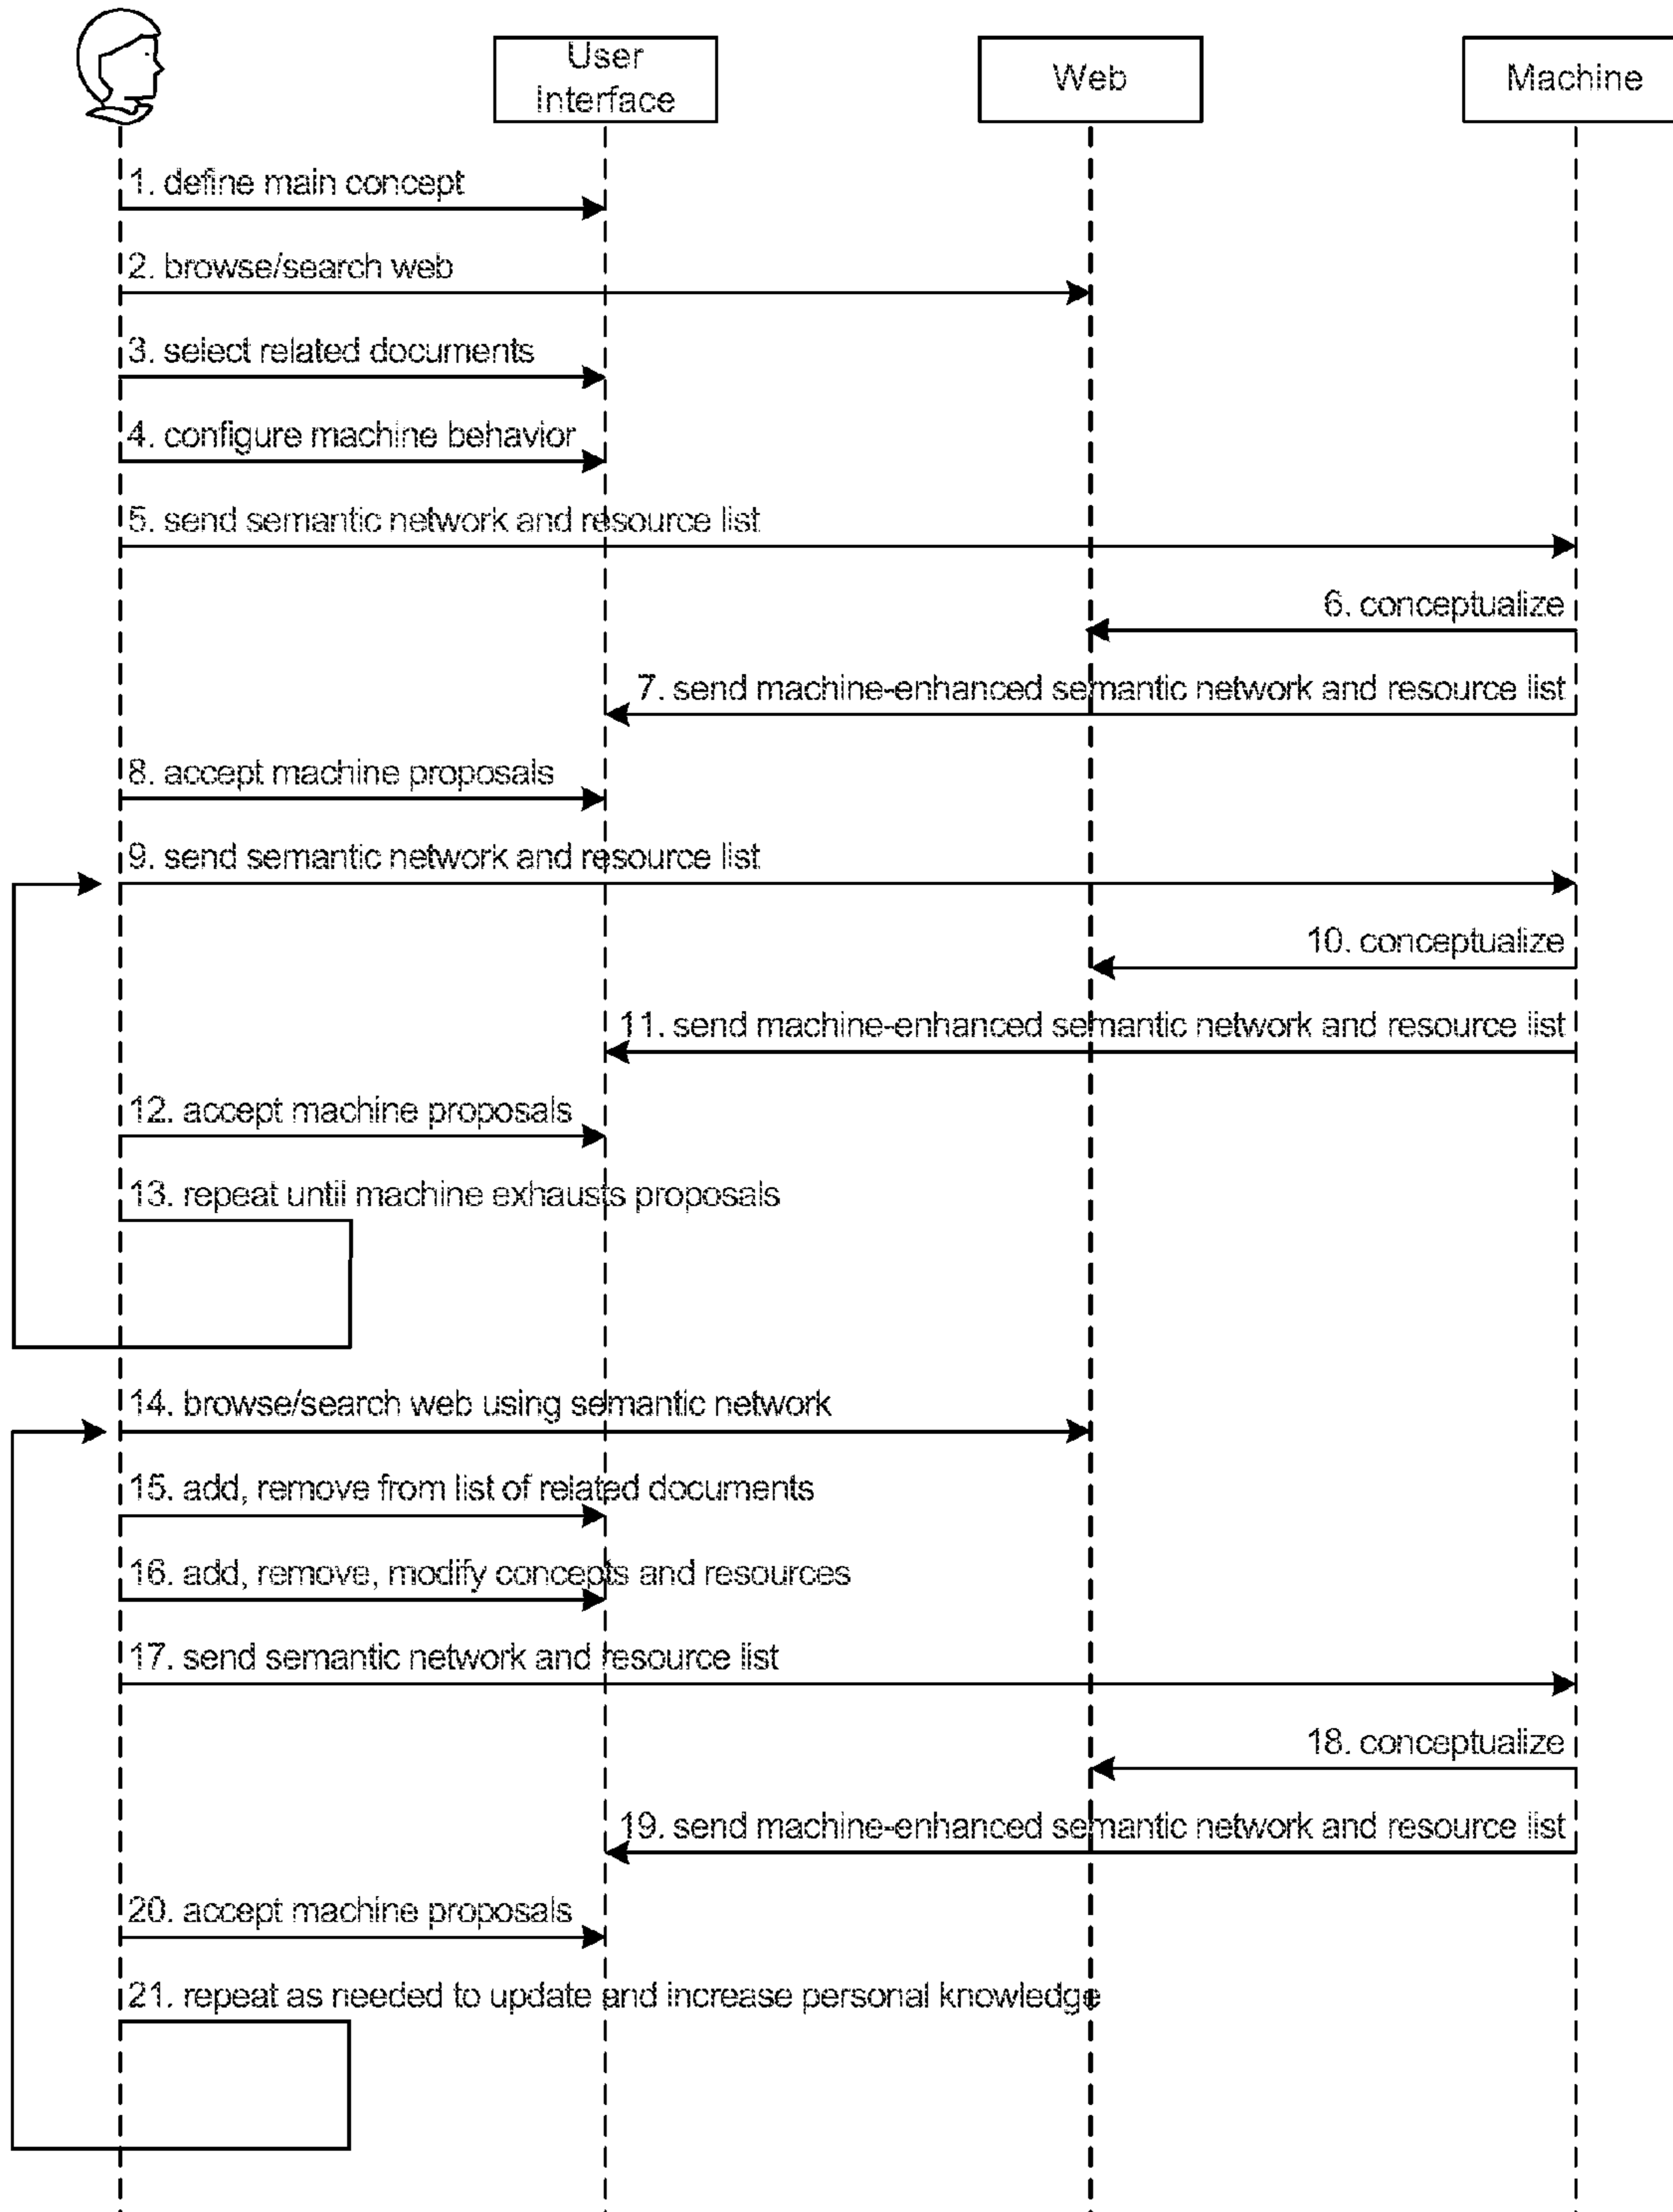 User
Interface
Web
Machine
1. define main concept
2. browse/search web
3. select related documents
4. configure machine behavior
5. send semantic network and resource list
6. conceptualize
7. send machine-enhanced semantic network and resource list
8. accept machine proposals
9. send semantic network and resource list
10. conceptualize
11. send machine-enhanced semantic network and resource list
12. accept machine proposals
13. repeat until machine exhausts proposals
14. browse/search web using semantic network
15. add, remove from list of related documents
16. add, remove, modify concepts and resources
17. send semantic network and resource list
18. conceptualize
19. send machine-enhanced semantic network and resource list
20. accept machine proposals
21. repeat as needed to update and increase personal knowledge